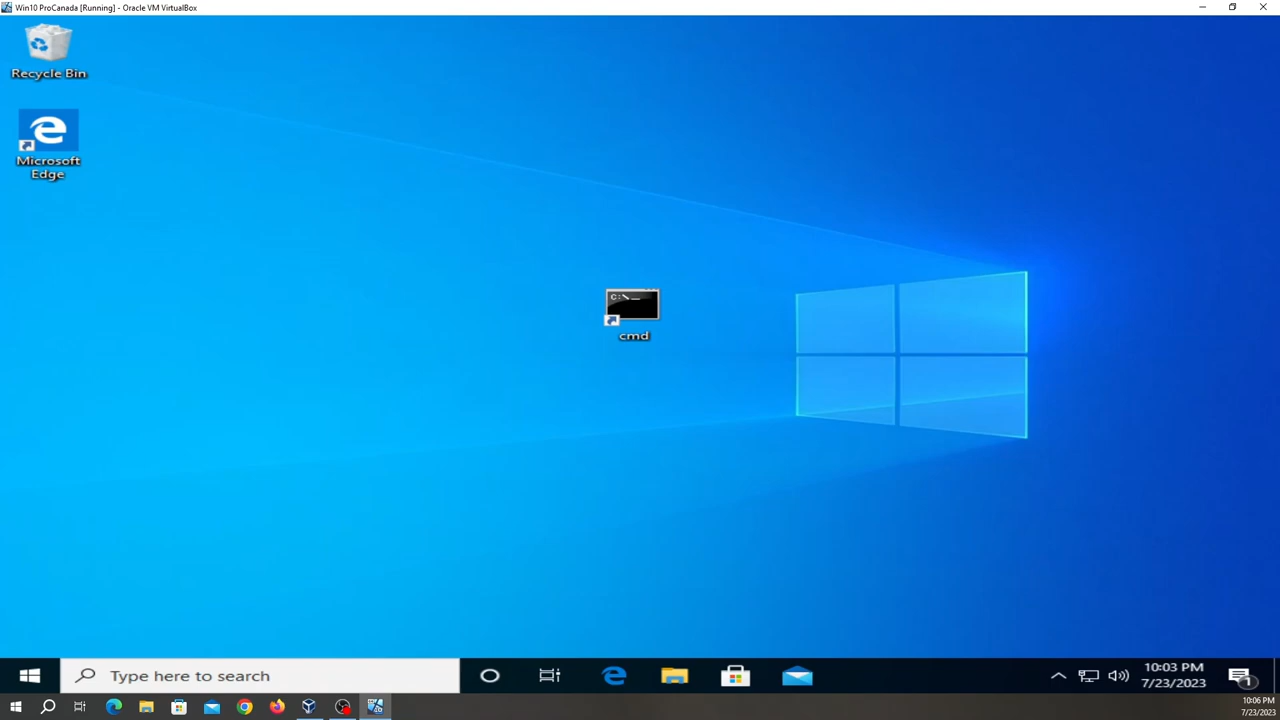 Win10 ProCanada [Running] - Oracle VM VirtualBox
Recycle Bin
Microsoft
Edge
C:\_
cmd
Type here to search
10:03 PM
7/23/2023
1
10:06 PM
7/23/2023